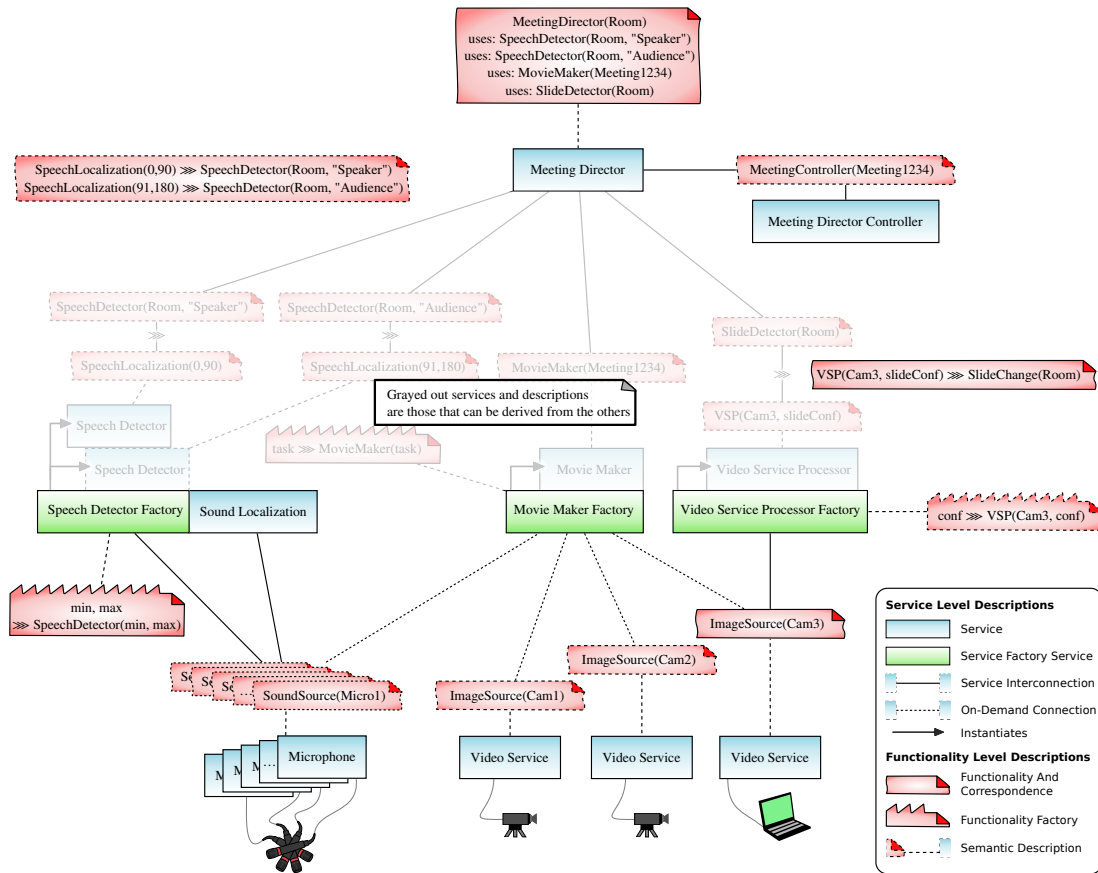 MeetingDirector(Room)
uses: SpeechDetector(Room, "Speaker")
uses: SpeechDetector(Room, "Audience")
uses: MovieMaker(Meeting1234)
uses: SlideDetector(Room)
SpeechLocalization(0,90) ⋙ SpeechDetector(Room, "Speaker")
SpeechLocalization(91,180) ⋙ SpeechDetector(Room, "Audience")
Meeting Director
MeetingController(Meeting1234)
Meeting Director Controller
SpeechDetector(Room, "Speaker")
SpeechDetector(Room, "Audience")
SlideDetector(Room)
⋙
⋙
⋙
SpeechLocalization(0,90)
SpeechLocalization(91,180)
MovieMaker(Meeting1234)
VSP(Cam3, slideConf) ⋙ SlideChange(Room)
Grayed out services and descriptions
are those that can be derived from the others
VSP(Cam3, slideConf)
Speech Detector
task ⋙ MovieMaker(task)
Speech Detector
Movie Maker
Video Service Processor
Speech Detector Factory
Sound Localization
Movie Maker Factory
Video Service Processor Factory
conf ⋙ VSP(Cam3, conf)
min, max
⋙ SpeechDetector(min, max)
ImageSource(Cam3)
ImageSource(Cam2)
SoundSource(Micro1)
ImageSource(Cam1)
Microphone
Video Service
Video Service
Video Service
Service Level Descriptions
Service
Service Factory Service
Service Interconnection
On-Demand Connection
Instantiates
Functionality Level Descriptions
Functionality And
Correspondence
Functionality Factory
Semantic Description